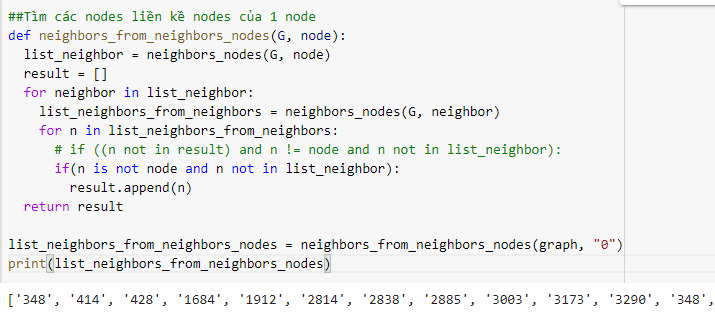 ##Tìm các nodes liền kề nodes của 1 node
def neighbors_from_neighbors_nodes(G, node):
  list_neighbor = neighbors_nodes(G, node)
  result = []
  for neighbor in list_neighbor:
    list_neighbors_from_neighbors = neighbors_nodes(G, neighbor)
    for n in list_neighbors_from_neighbors:
      # if ((n not in result) and n != node and n not in list_neighbor):
      if(n is not node and n not in list_neighbor):
        result.append(n)
  return result

list_neighbors_from_neighbors_nodes = neighbors_from_neighbors_nodes(graph, "0")
print(list_neighbors_from_neighbors_nodes)
['348', '414', '428', '1684', '1912', '2814', '2838', '2885', '3003', '3173', '3290', '348',